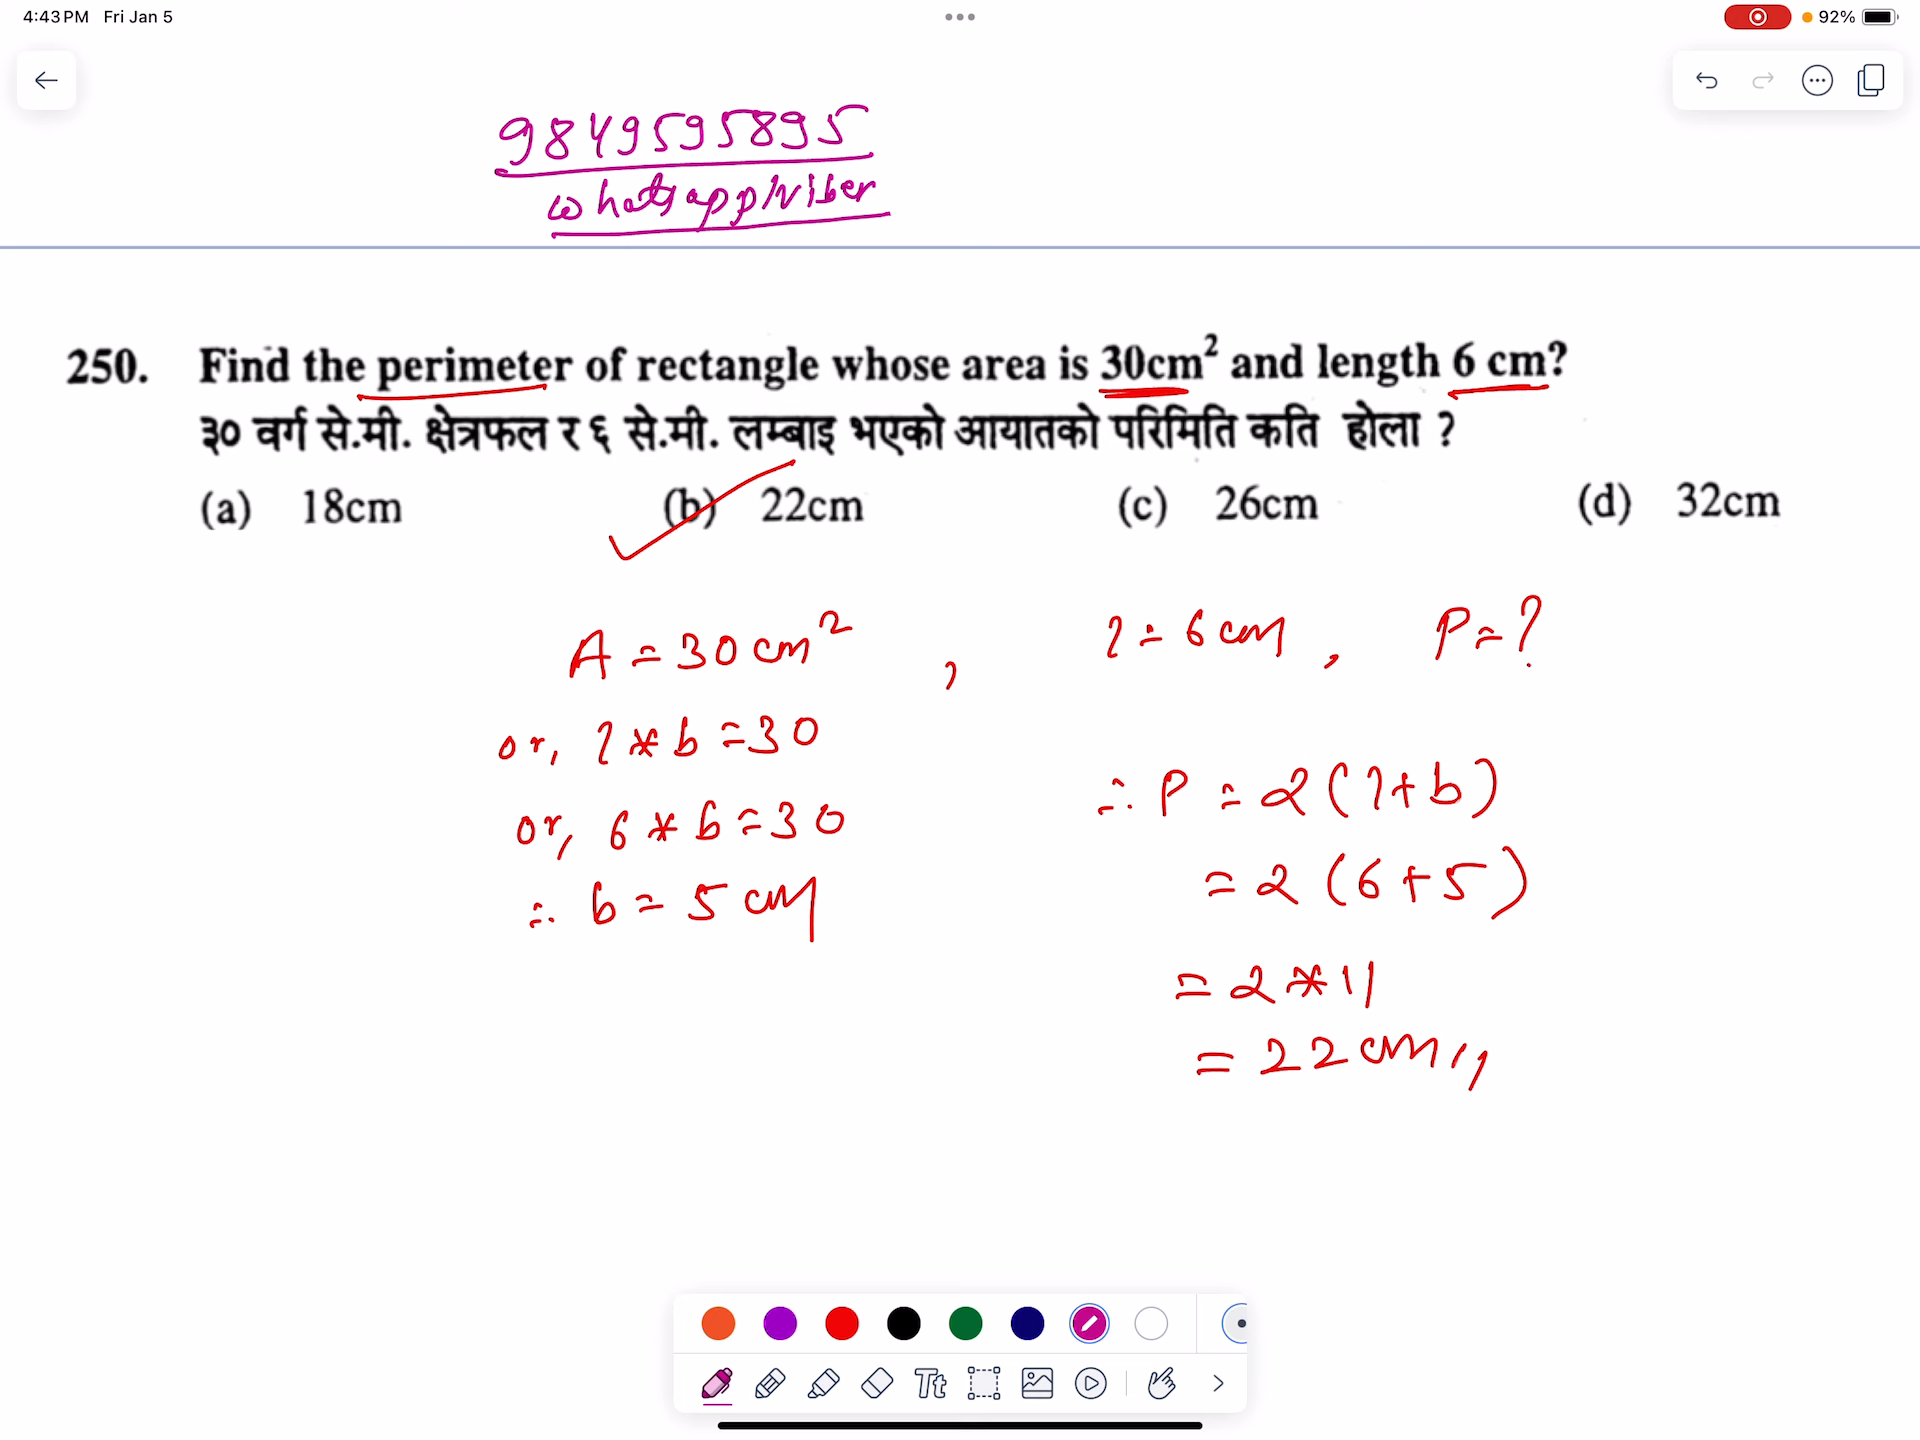 4:43 PM Fri Jan 5
92%
9849595895
whatsapp/viber
250. Find the perimeter of rectangle whose area is 30cm² and length 6 cm?
३० वर्ग से.मी. क्षेत्रफल र ६ से.मी. लम्बाइ भएको आयातको परिमिति कति होला ?
(a) 18cm (b) 22cm (c) 26cm (d) 32cm
A = 30 cm² , l = 6 cm , P = ?
or, l * b = 30
or, 6 * b = 30
∴ b = 5 cm
∴ P = 2 (l + b)
= 2 (6 + 5)
= 2 * 11
= 22 cm,,
Tt